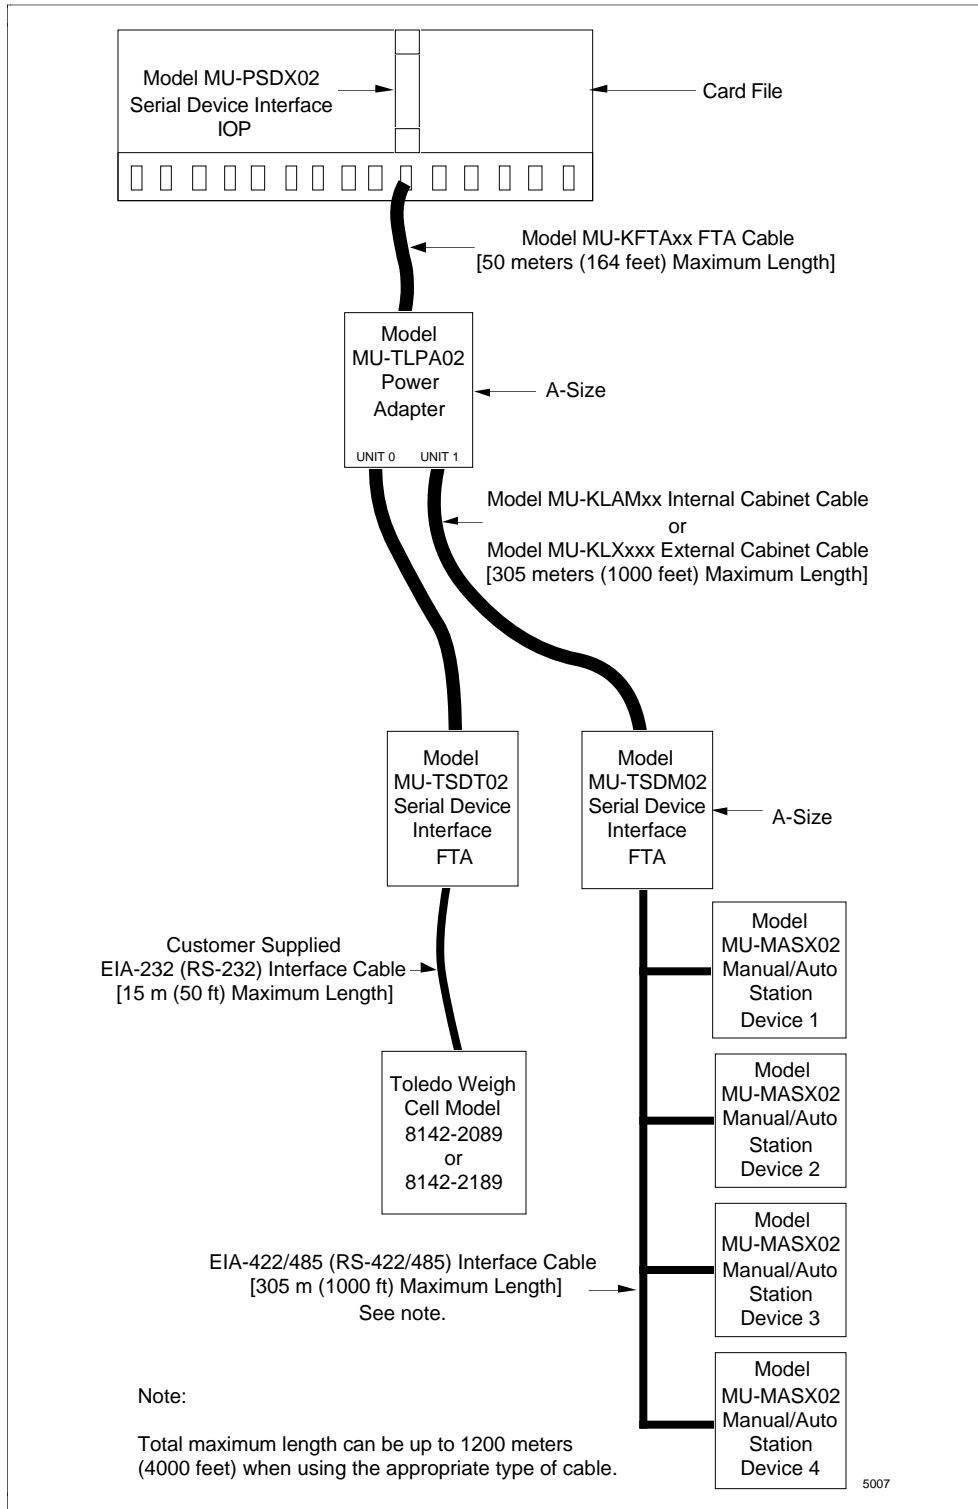 Model MU-PSDX02
Serial Device Interface
IOP
Card File
Model MU-KFTAxx FTA Cable
[50 meters (164 feet) Maximum Length]
Model
MU-TLPA02
Power
Adapter
UNIT 0 UNIT 1
A-Size
Model MU-KLAMxx Internal Cabinet Cable
or
Model MU-KLXxxx External Cabinet Cable
[305 meters (1000 feet) Maximum Length]
Model
MU-TSDT02
Serial Device
Interface
FTA
Model
MU-TSDM02
Serial Device
Interface
FTA
A-Size
Customer Supplied
EIA-232 (RS-232) Interface Cable
[15 m (50 ft) Maximum Length]
Toledo Weigh
Cell Model
8142-2089
or
8142-2189
Model
MU-MASX02
Manual/Auto
Station
Device 1
Model
MU-MASX02
Manual/Auto
Station
Device 2
Model
MU-MASX02
Manual/Auto
Station
Device 3
Model
MU-MASX02
Manual/Auto
Station
Device 4
EIA-422/485 (RS-422/485) Interface Cable
[305 m (1000 ft) Maximum Length]
See note.
Note:
Total maximum length can be up to 1200 meters
(4000 feet) when using the appropriate type of cable.
5007